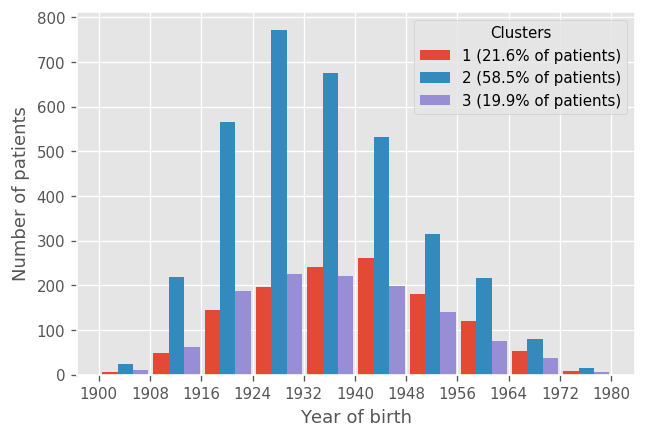 Clusters
1 (21.6% of patients)
2 (58.5% of patients)
3 (19.9% of patients)
Number of patients
800
700
600
500
400
300
200
100
0
1900 1908 1916 1924 1932 1940 1948 1956 1964 1972 1980
Year of birth